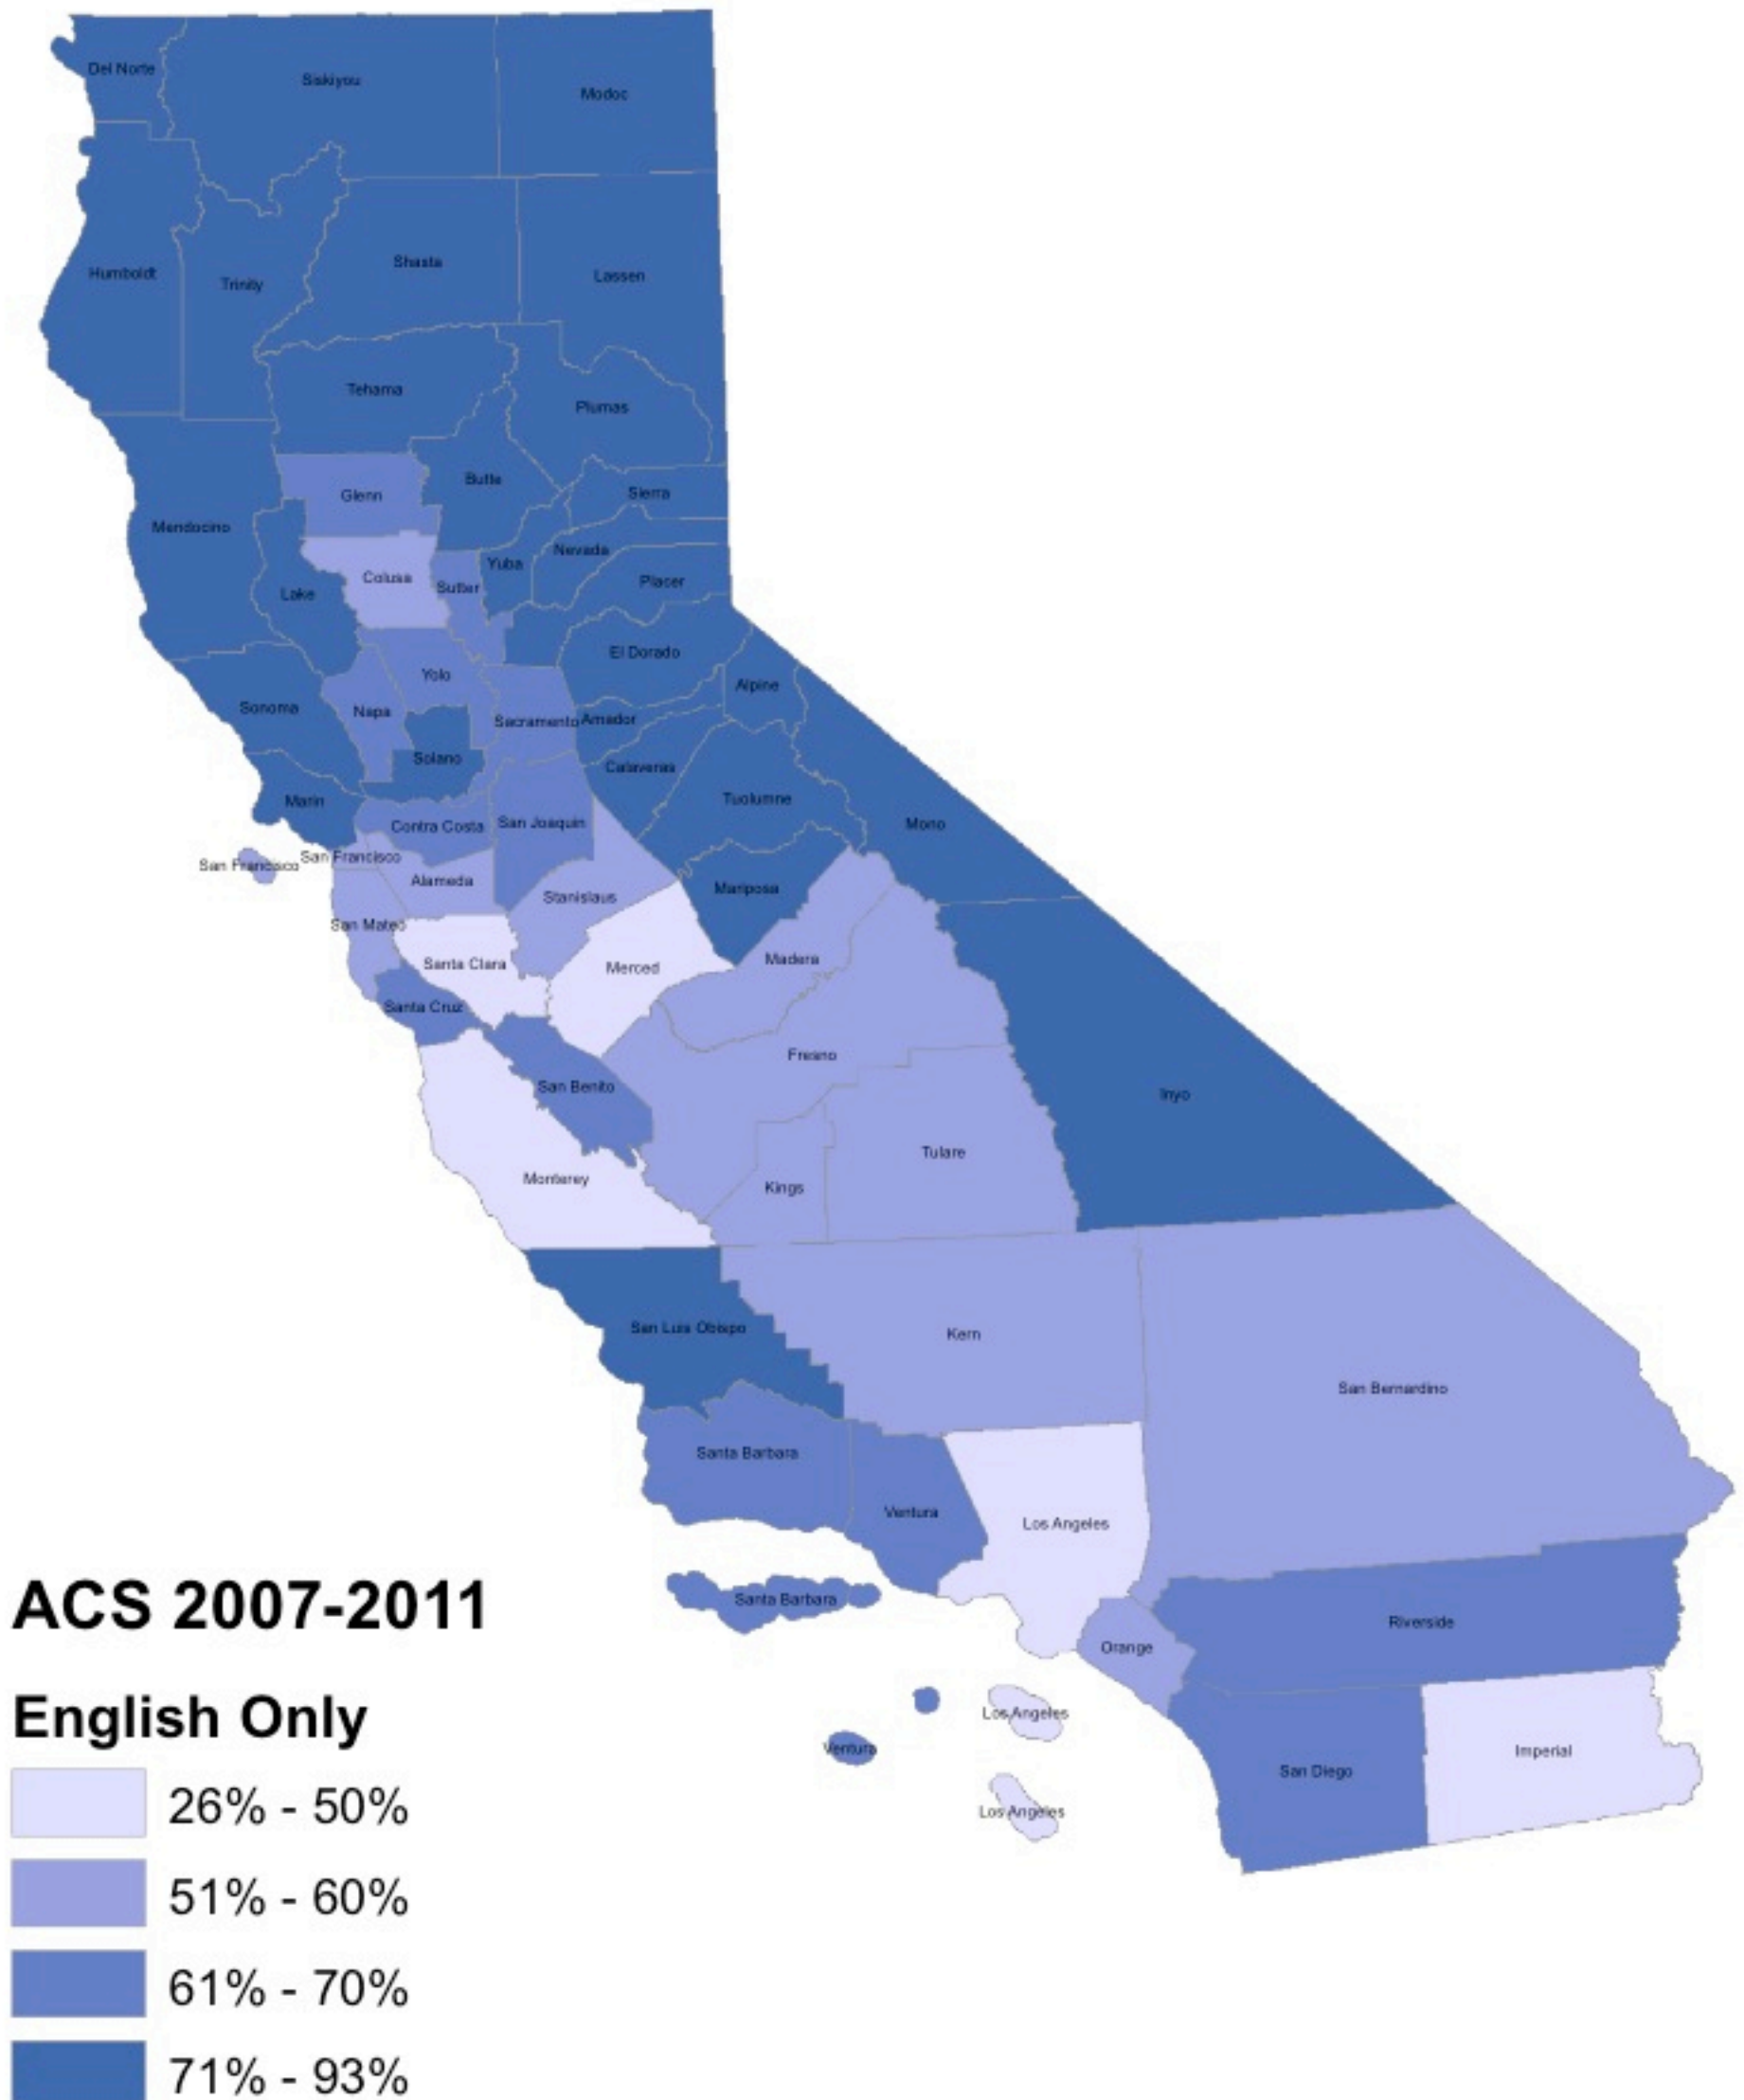 Del Norte
Siskiyou
Modoc
Humboldt
Trinity
Shasta
Lassen
Tehama
Plumas
Glenn
Butte
Sierra
Mendocino
Colusa
Sutter
Yuba
Nevada
Placer
Lake
El Dorado
Yolo
Alpine
Sonoma
Napa
Sacramento
Amador
Solano
Calaveras
Marin
Contra Costa
San Joaquin
Tuolumne
Mono
San Francisco
San Francisco
Alameda
Stanislaus
Mariposa
San Mateo
Santa Clara
Merced
Madera
Santa Cruz
Fresno
San Benito
Inyo
Monterey
Kings
Tulare
San Luis Obispo
Kern
San Bernardino
Santa Barbara
Ventura
Los Angeles
Santa Barbara
Orange
Riverside
Los Angeles
Ventura
San Diego
Imperial
Los Angeles
ACS 2007-2011
English Only
26% - 50%
51% - 60%
61% - 70%
71% - 93%